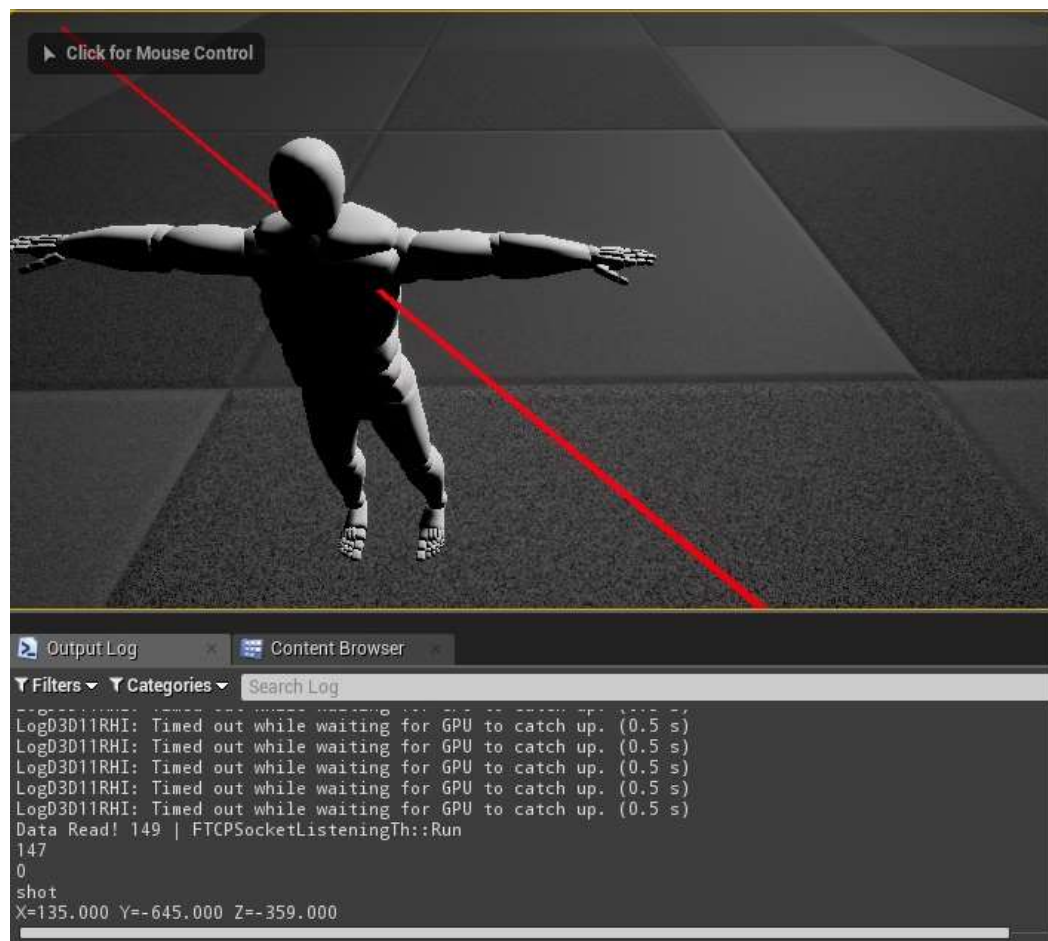 Click for Mouse Control
Output Log
Content Browser
Filters
Categories
Search Log
LogD3D11RHI: Timed out while waiting for GPU to catch up. (0.5 s)
LogD3D11RHI: Timed out while waiting for GPU to catch up. (0.5 s)
LogD3D11RHI: Timed out while waiting for GPU to catch up. (0.5 s)
LogD3D11RHI: Timed out while waiting for GPU to catch up. (0.5 s)
LogD3D11RHI: Timed out while waiting for GPU to catch up. (0.5 s)
Data Read! 149 | FTCPSocketListeningTh::Run
147
0
shot
X=135.000 Y=-645.000 Z=-359.000